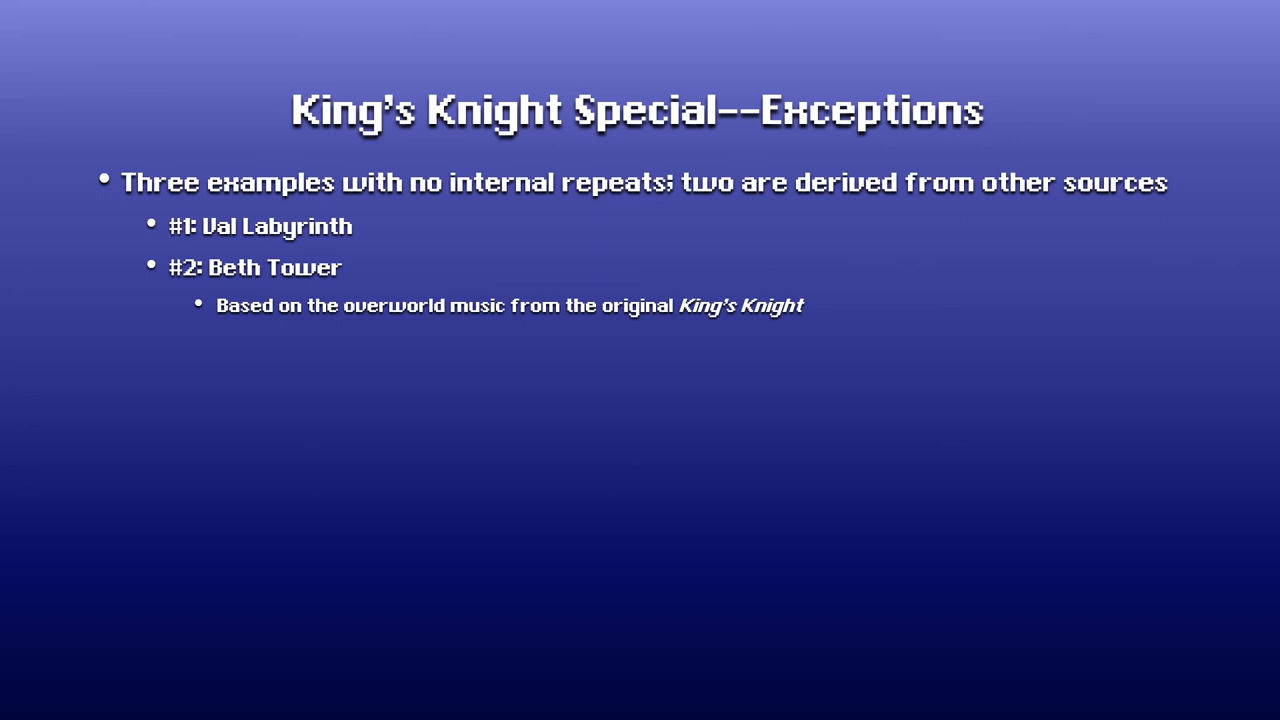 King's Knight Special--Exceptions
• Three examples with no internal repeats; two are derived from other sources
• #1: Val Labyrinth
• #2: Beth Tower
• Based on the overworld music from the original King's Knight